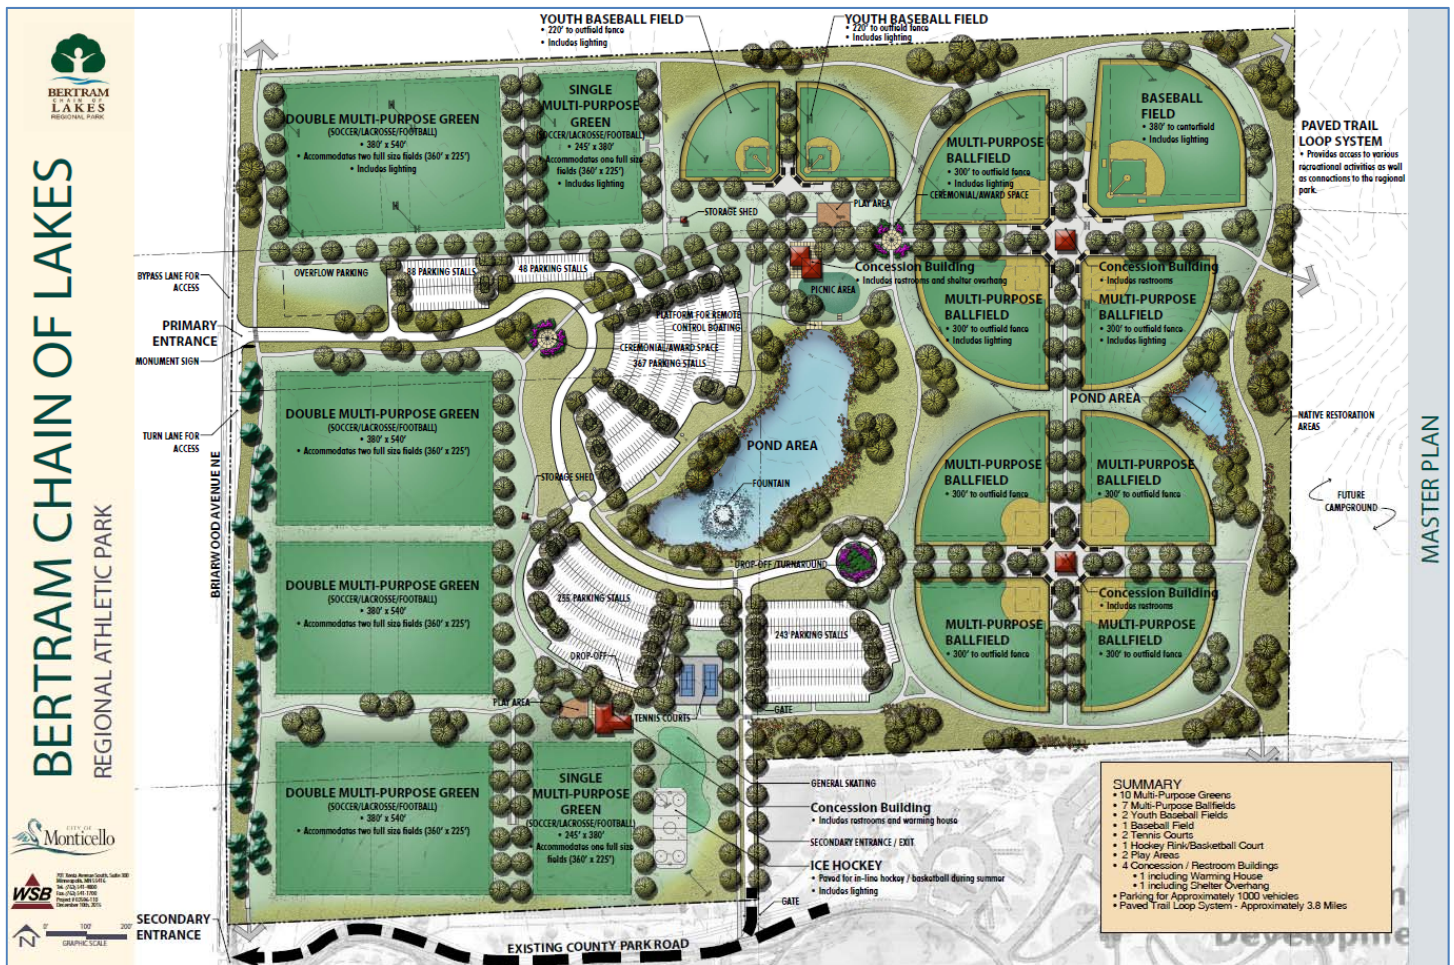 BERTRAM
CHAIN OF
LAKES
REGIONAL PARK
BERTRAM CHAIN OF LAKES
REGIONAL ATHLETIC PARK
CITY OF
Monticello
WSB
December 10th, 2015
N
0' 100' 200'
GRAPHIC SCALE
YOUTH BASEBALL FIELD
• 220' to outfield fence
• Includes lighting
YOUTH BASEBALL FIELD
• 220' to outfield fence
• Includes lighting
DOUBLE MULTI-PURPOSE GREEN
(SOCCER/LACROSSE/FOOTBALL)
• 380' x 540'
• Accommodates two full size fields (360' x 225')
• Includes lighting
SINGLE
MULTI-PURPOSE
GREEN
(SOCCER/LACROSSE/FOOTBALL)
• 245' x 380'
Accommodates one full size
fields (360' x 225')
• Includes lighting
MULTI-PURPOSE
BALLFIELD
• 300' to outfield fence
• Includes lighting
BASEBALL
FIELD
• 380' to centerfield
• Includes lighting
PAVED TRAIL
LOOP SYSTEM
• Provides access to various
recreational activities as well
as connections to the regional
park.
CEREMONIAL/AWARD SPACE
PLAY AREA
STORAGE SHED
OVERFLOW PARKING
88 PARKING STALLS
48 PARKING STALLS
Concession Building
• Includes restrooms and shelter overhang
Concession Building
• Includes restrooms
PICNIC AREA
BYPASS LANE FOR
ACCESS
PRIMARY
ENTRANCE
MONUMENT SIGN
PLATFORM FOR REMOTE
CONTROL BOATING
CEREMONIAL/AWARD SPACE
367 PARKING STALLS
MULTI-PURPOSE
BALLFIELD
• 300' to outfield fence
• Includes lighting
MULTI-PURPOSE
BALLFIELD
• 300' to outfield fence
• Includes lighting
POND AREA
TURN LANE FOR
ACCESS
DOUBLE MULTI-PURPOSE GREEN
(SOCCER/LACROSSE/FOOTBALL)
• 380' x 540'
• Accommodates two full size fields (360' x 225')
NATIVE RESTORATION
AREAS
POND AREA
FOUNTAIN
STORAGE SHED
BRIARWOOD AVENUE NE
MULTI-PURPOSE
BALLFIELD
• 300' to outfield fence
MULTI-PURPOSE
BALLFIELD
• 300' to outfield fence
FUTURE
CAMPGROUND
MASTER PLAN
DROP-OFF/TURNAROUND
DOUBLE MULTI-PURPOSE GREEN
(SOCCER/LACROSSE/FOOTBALL)
• 380' x 540'
• Accommodates two full size fields (360' x 225')
PARKING STALLS
243 PARKING STALLS
Concession Building
• Includes restrooms
MULTI-PURPOSE
BALLFIELD
• 300' to outfield fence
MULTI-PURPOSE
BALLFIELD
• 300' to outfield fence
DROP-OFF
PLAY AREA
TENNIS COURTS
GATE
DOUBLE MULTI-PURPOSE GREEN
(SOCCER/LACROSSE/FOOTBALL)
• 380' x 540'
• Accommodates two full size fields (360' x 225')
SINGLE
MULTI-PURPOSE
GREEN
(SOCCER/LACROSSE/FOOTBALL)
• 245' x 380'
• Accommodates one full size
fields (360' x 225')
GENERAL SKATING
Concession Building
• Includes restrooms and warming house
SECONDARY ENTRANCE / EXIT
ICE HOCKEY
• Paved for in-line hockey / basketball during summer
• Includes lighting
GATE
SECONDARY
ENTRANCE
EXISTING COUNTY PARK ROAD
SUMMARY
• 10 Multi-Purpose Greens
• 7 Multi-Purpose Ballfields
• 2 Youth Baseball Fields
• 1 Baseball Field
• 2 Tennis Courts
• 1 Hockey Rink/Basketball Court
• 2 Play Areas
• 4 Concession / Restroom Buildings
• 1 including Warming House
• 1 including Shelter Overhang
• Parking for Approximately 1000 vehicles
• Paved Trail Loop System - Approximately 3.8 Miles